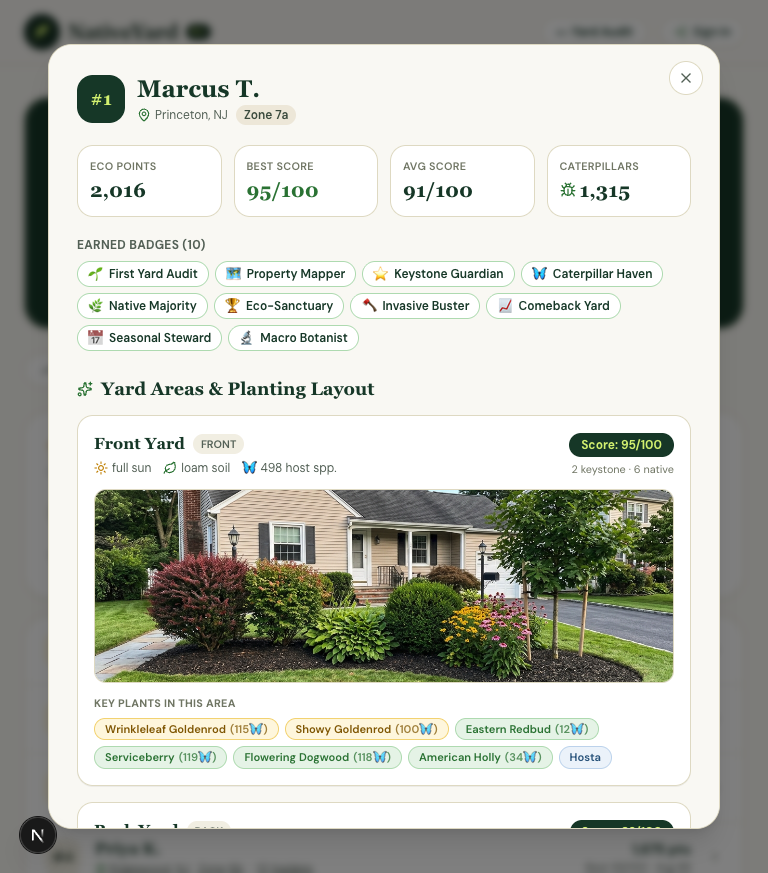 NativeYard
#1
Marcus T.
Princeton, NJ Zone 7a
ECO POINTS
2,016
BEST SCORE
95/100
AVG SCORE
91/100
CATERPILLARS
1,315
EARNED BADGES (10)
First Yard Audit Property Mapper Keystone Guardian Caterpillar Haven
Native Majority Eco-Sanctuary Invasive Buster Comeback Yard
Seasonal Steward Macro Botanist
Yard Areas & Planting Layout
Front Yard FRONT Score: 95/100
full sun loam soil 498 host spp. 2 keystone · 6 native
KEY PLANTS IN THIS AREA
Wrinkleleaf Goldenrod (115🦋) Showy Goldenrod (100🦋) Eastern Redbud (12🦋)
Serviceberry (119🦋) Flowering Dogwood (118🦋) American Holly (34🦋) Hosta
N